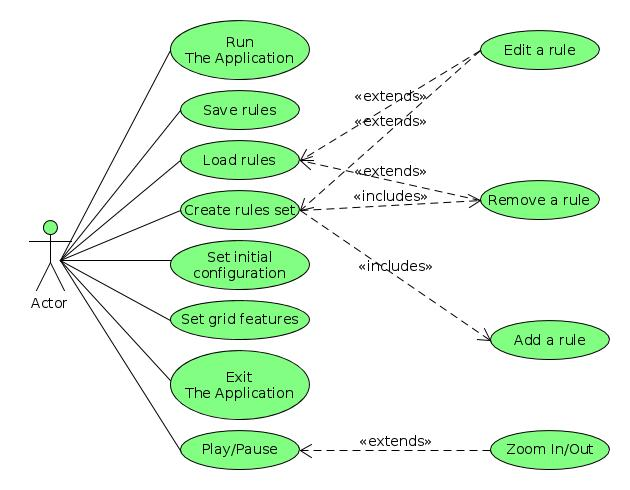 Run
The Application
Edit a rule
«extends»
Save rules
«extends»
Load rules
«extends»
«includes»
Remove a rule
Create rules set
Set initial
configuration
«includes»
Actor
Set grid features
Add a rule
Exit
The Application
«extends»
Play/Pause
Zoom In/Out